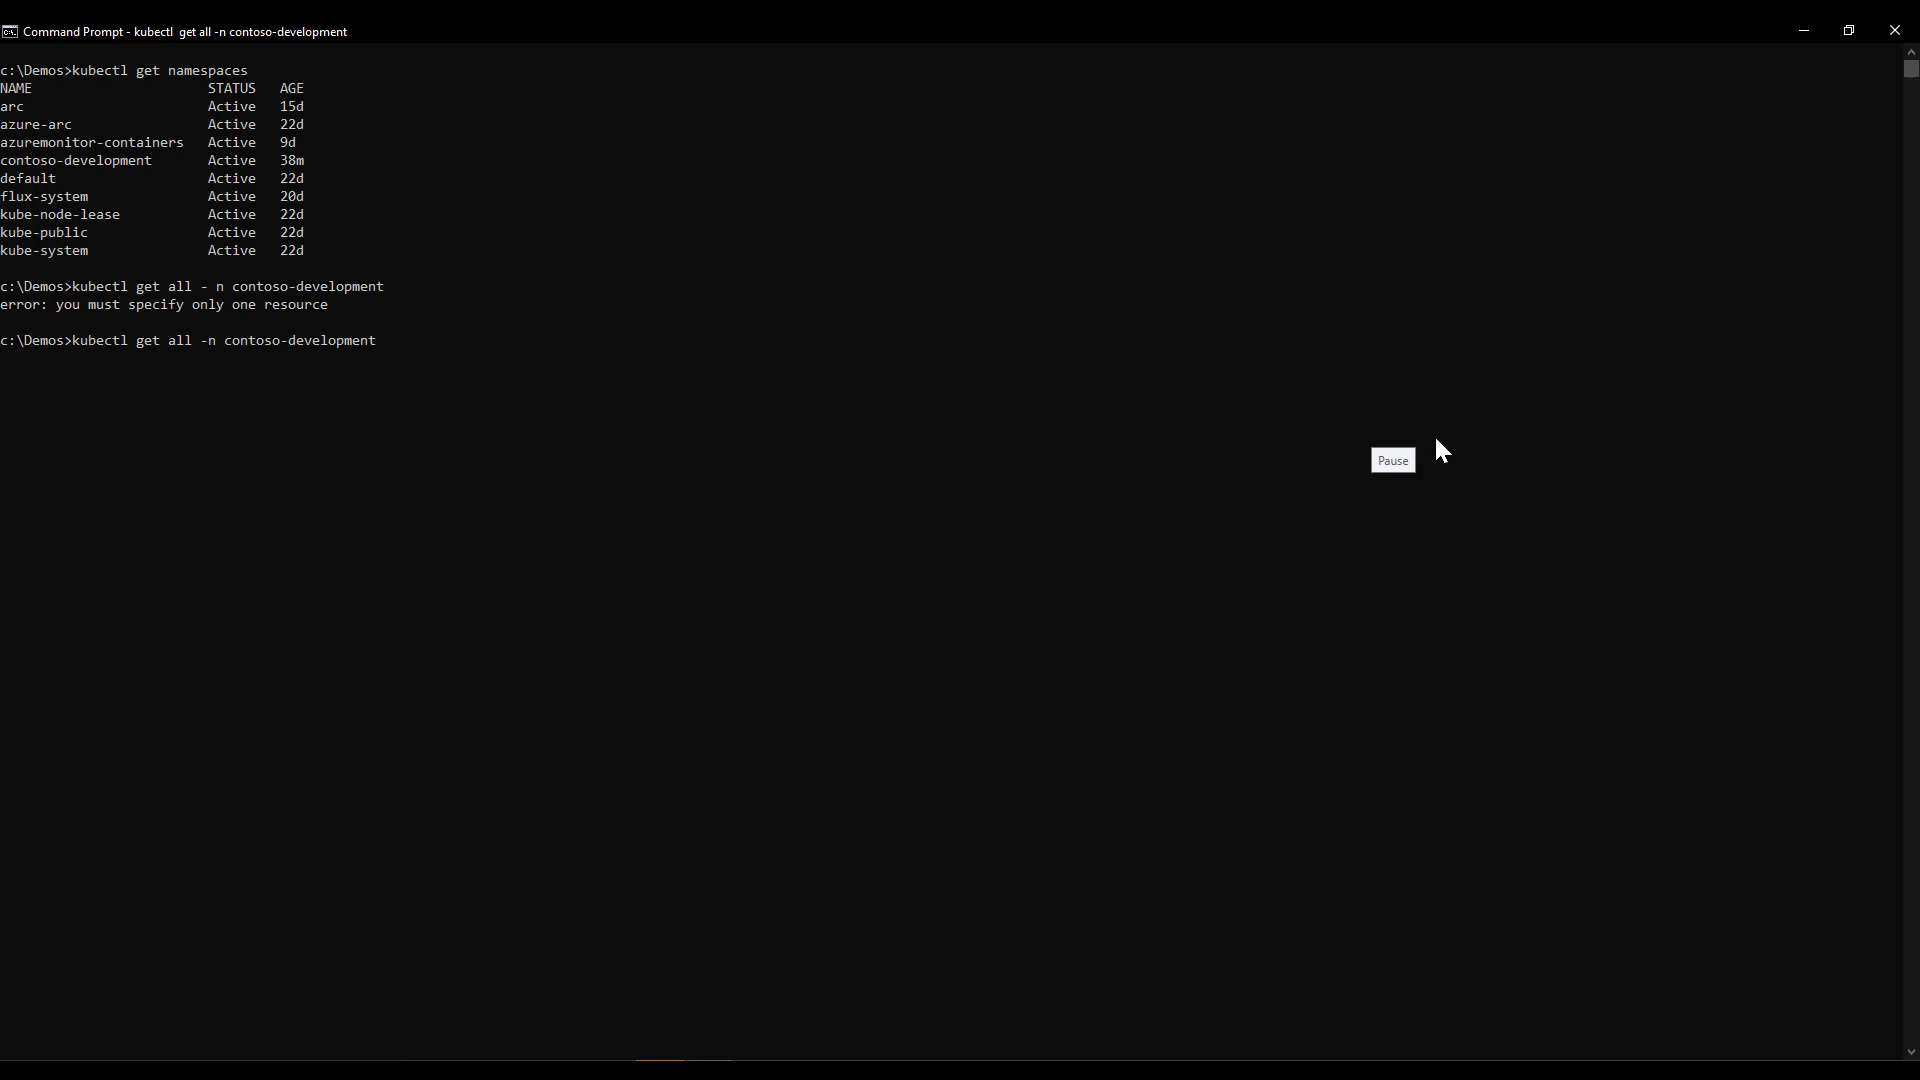 Command Prompt - kubectl  get all -n contoso-development
c:\Demos>kubectl get namespaces
NAME                      STATUS   AGE
arc                       Active   15d
azure-arc                 Active   22d
azuremonitor-containers   Active   9d
contoso-development       Active   38m
default                   Active   22d
flux-system               Active   20d
kube-node-lease           Active   22d
kube-public               Active   22d
kube-system               Active   22d
c:\Demos>kubectl get all - n contoso-development
error: you must specify only one resource
c:\Demos>kubectl get all -n contoso-development
Pause